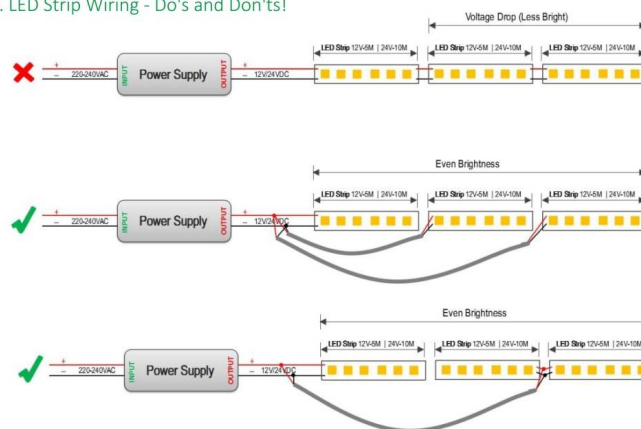 . LED Strip Wiring - Do's and Don'ts!
Voltage Drop (Less Bright)
LED Strip 12V-5M | 24V-10M LED Strip 12V-5M | 24V-10M LED Strip 12V-5M | 24V-10M
+ – 220-240VAC INPUT Power Supply OUTPUT + – 12V/24VDC
Even Brightness
LED Strip 12V-5M | 24V-10M LED Strip 12V-5M | 24V-10M LED Strip 12V-5M | 24V-10M
+ – 220-240VAC INPUT Power Supply OUTPUT + – 12V/24VDC
Even Brightness
LED Strip 12V-5M | 24V-10M LED Strip 12V-5M | 24V-10M LED Strip 12V-5M | 24V-10M
+ – 220-240VAC INPUT Power Supply OUTPUT + – 12V/24VDC